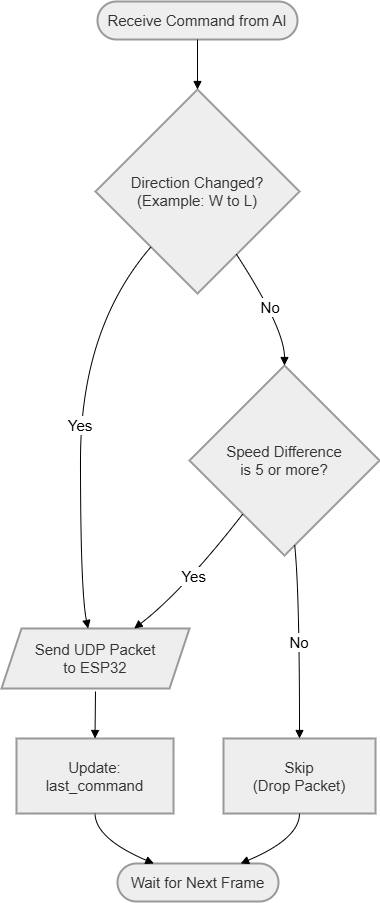 Receive Command from AI
Direction Changed?
(Example: W to L)
No
Yes
Speed Difference
is 5 or more?
Yes
No
Send UDP Packet
to ESP32
Update:
last_command
Skip
(Drop Packet)
Wait for Next Frame